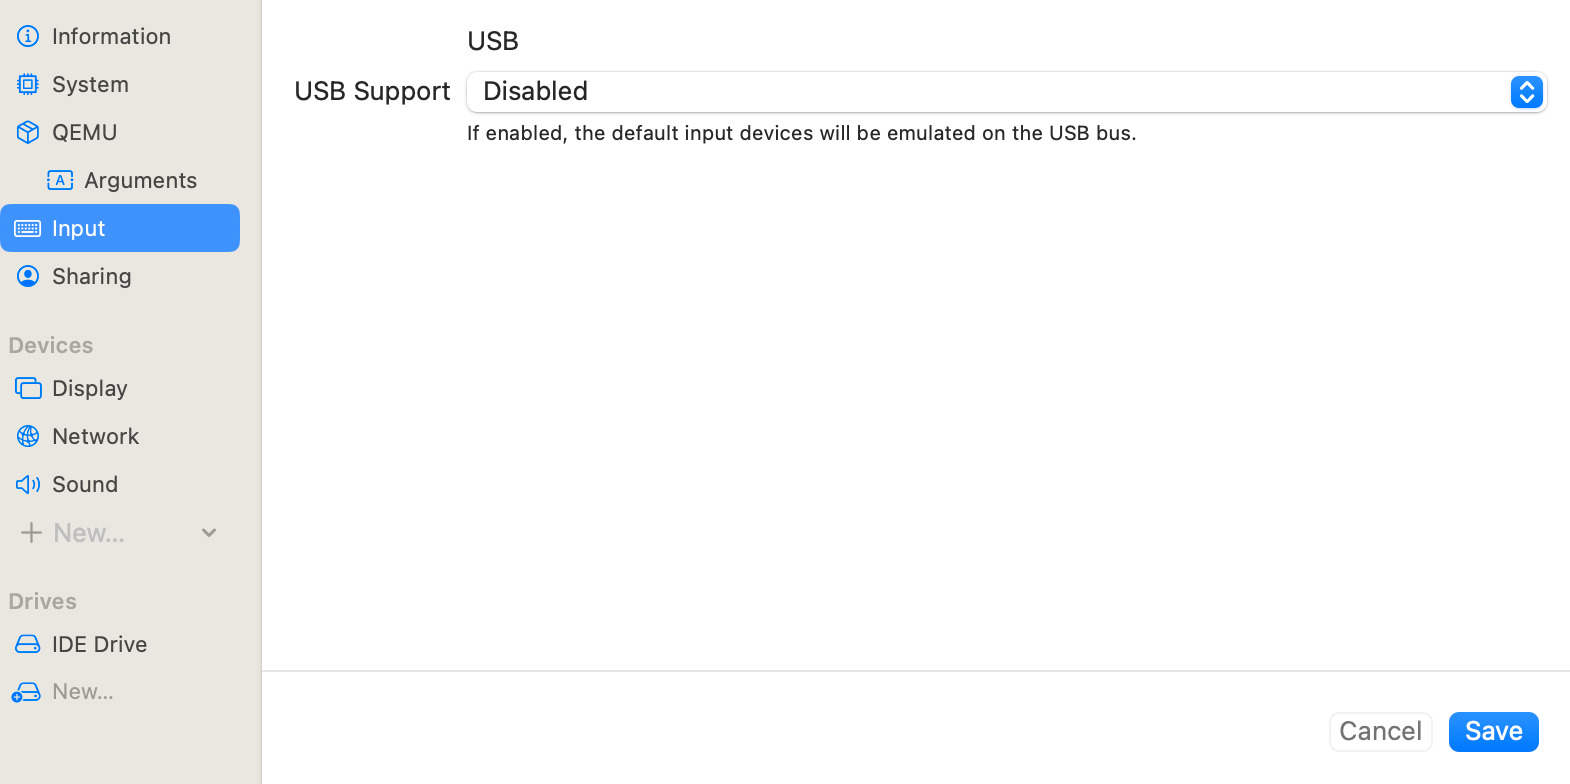 Information
System
QEMU
A Arguments
Input
Sharing
Devices
Display
Network
Sound
New...
Drives
IDE Drive
New...
USB
USB Support Disabled
If enabled, the default input devices will be emulated on the USB bus.
Cancel Save